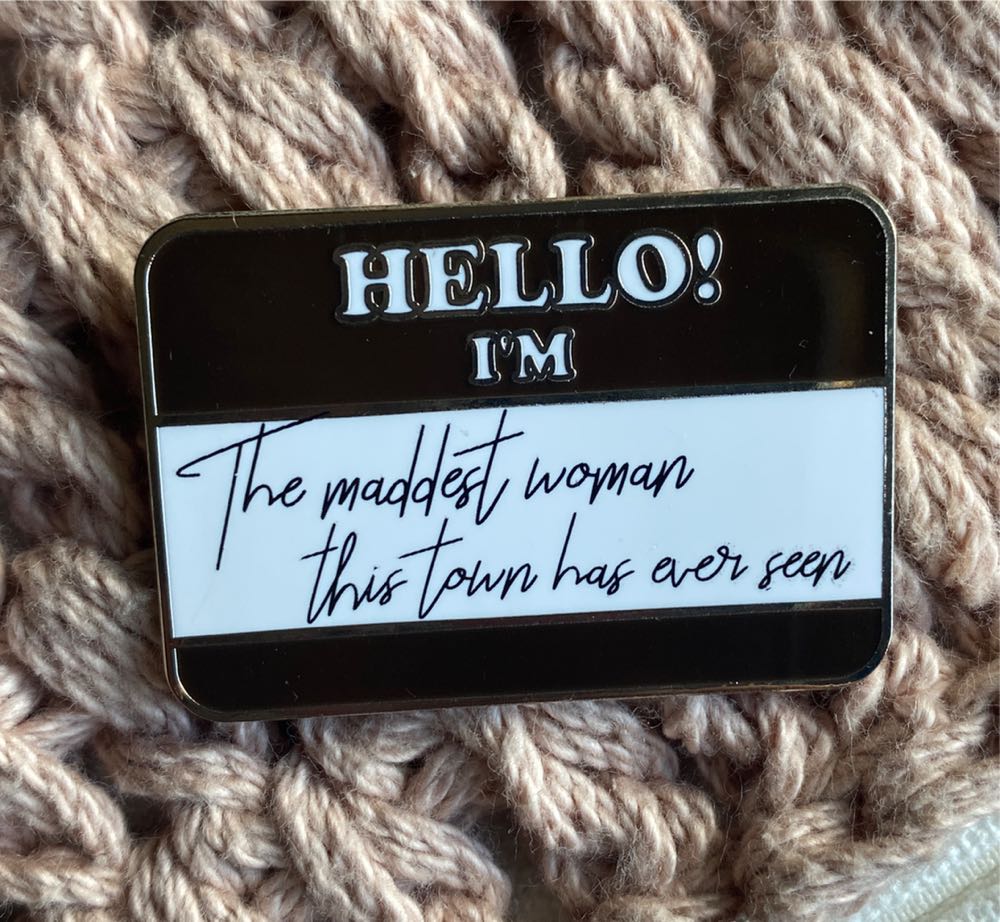 HELLO!
I'M
The maddest woman
this town has ever seen